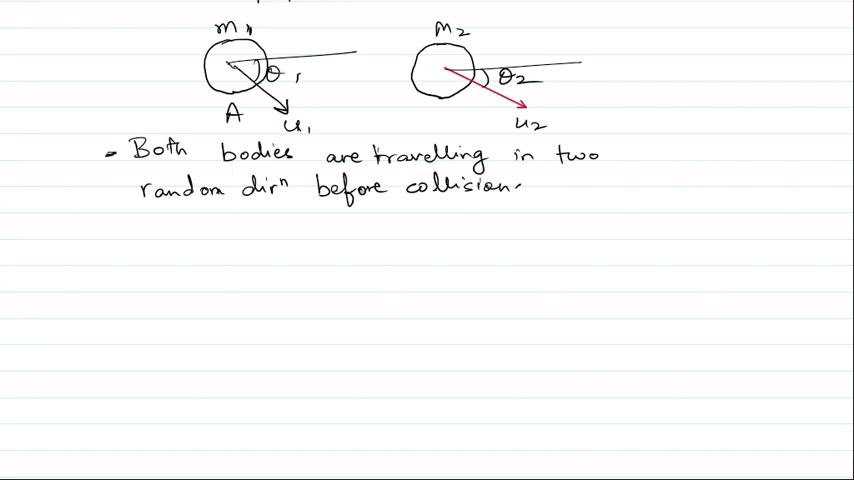 m₁ m₂
θ₁ θ₂
A u₁ u₂
- Both bodies are travelling in two
random dirⁿ before collision.